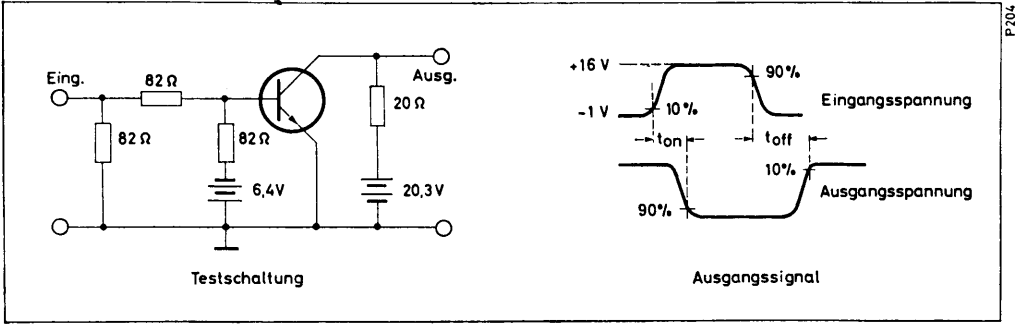 P204
Eing.
82 Ω
82 Ω
82 Ω
6,4V
20 Ω
20,3V
Ausg.
Testschaltung
+16 V
-1 V
90%
10%
Eingangsspannung
ton
toff
90%
10%
Ausgangsspannung
Ausgangssignal